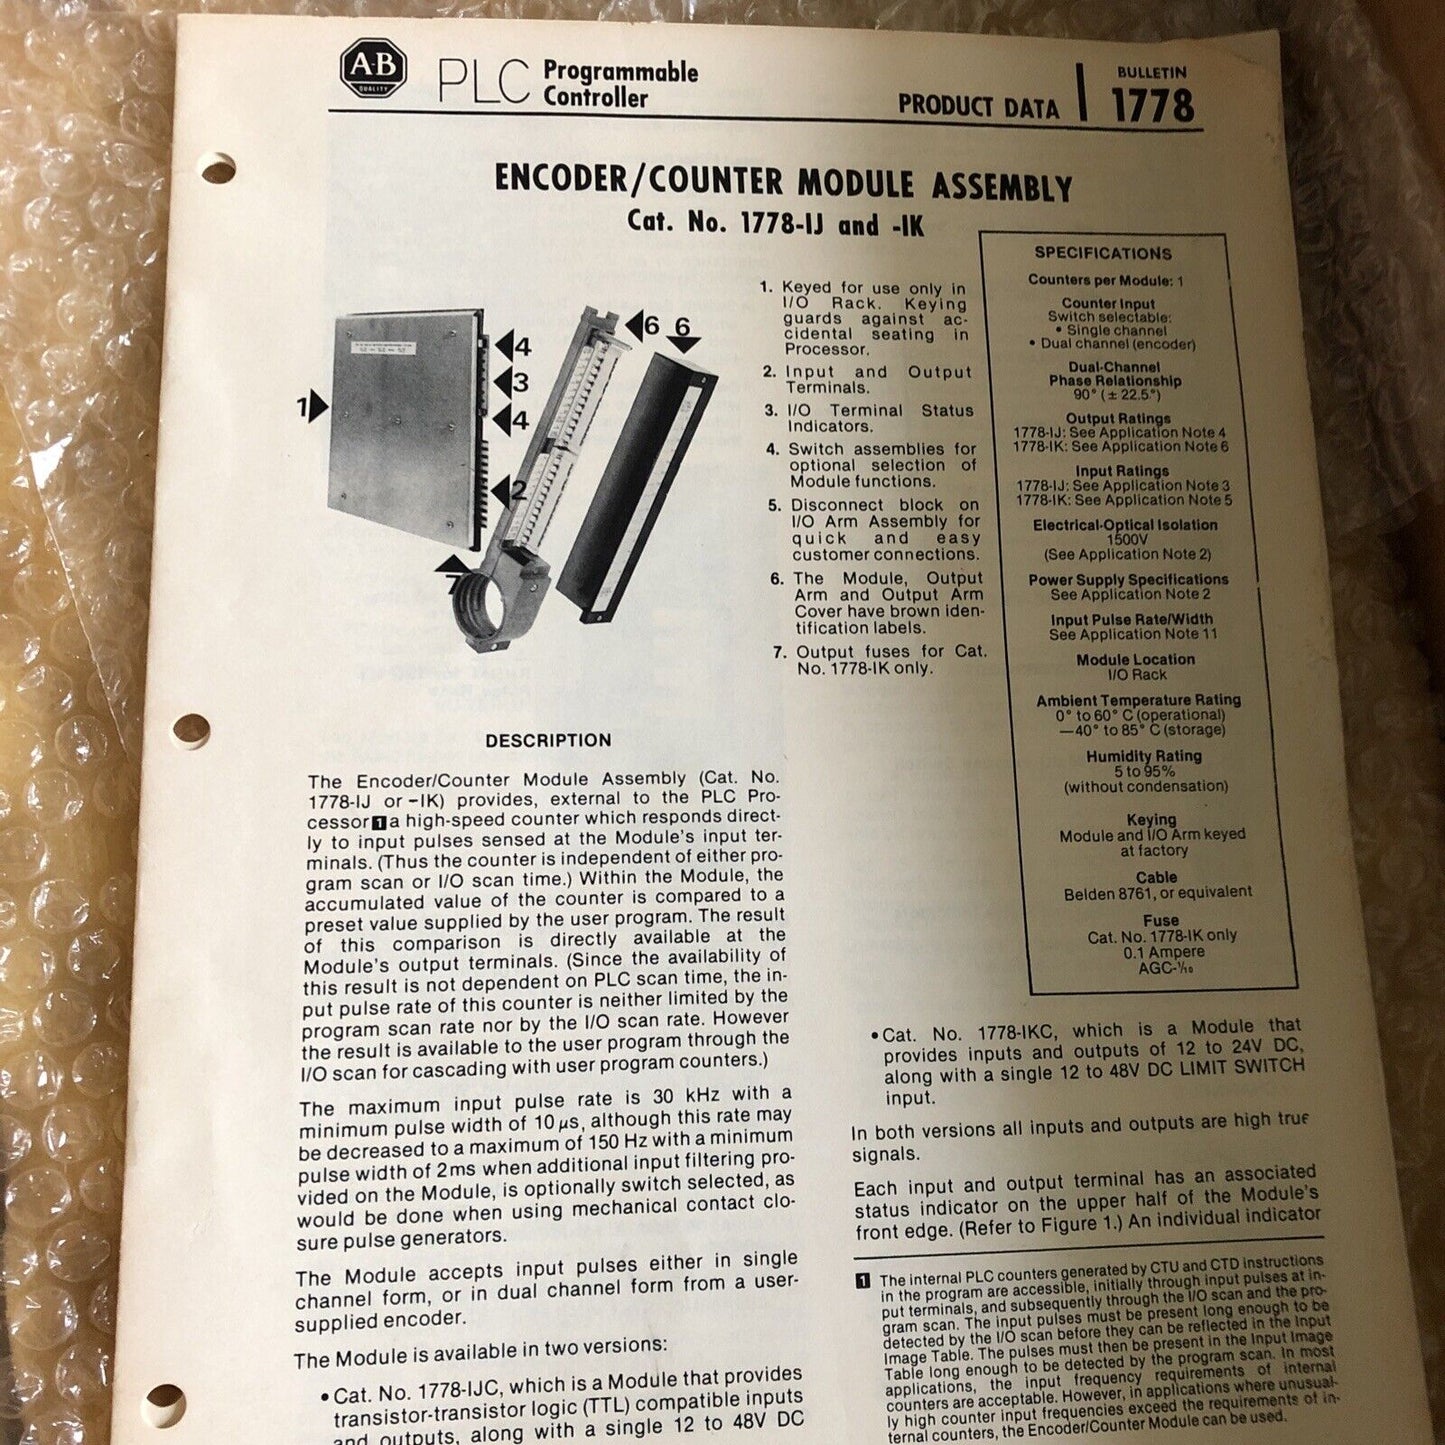 A-B
QUALITY
PLC Programmable
Controller
PRODUCT DATA
BULLETIN
1778
ENCODER/COUNTER MODULE ASSEMBLY
Cat. No. 1778-IJ and -IK
1
4
3
4
2
7
6
6
1. Keyed for use only in
I/O Rack. Keying
guards against ac-
cidental seating in
Processor.
2. Input and Output
Terminals.
3. I/O Terminal Status
Indicators.
4. Switch assemblies for
optional selection of
Module functions.
5. Disconnect block on
I/O Arm Assembly for
quick and easy
customer connections.
6. The Module, Output
Arm and Output Arm
Cover have brown iden-
tification labels.
7. Output fuses for Cat.
No. 1778-IK only.
SPECIFICATIONS
Counters per Module: 1
Counter Input
Switch selectable:
• Single channel
• Dual channel (encoder)
Dual-Channel
Phase Relationship
90° (± 22.5°)
Output Ratings
1778-IJ: See Application Note 4
1778-IK: See Application Note 6
Input Ratings
1778-IJ: See Application Note 3
1778-IK: See Application Note 5
Electrical-Optical Isolation
1500V
(See Application Note 2)
Power Supply Specifications
See Application Note 2
Input Pulse Rate/Width
See Application Note 11
Module Location
I/O Rack
Ambient Temperature Rating
0° to 60° C (operational)
—40° to 85° C (storage)
Humidity Rating
5 to 95%
(without condensation)
Keying
Module and I/O Arm keyed
at factory
Cable
Belden 8761, or equivalent
Fuse
Cat. No. 1778-IK only
0.1 Ampere
AGC-1/10
DESCRIPTION
The Encoder/Counter Module Assembly (Cat. No.
1778-IJ or -IK) provides, external to the PLC Pro-
cessor 1 a high-speed counter which responds direct-
ly to input pulses sensed at the Module's input ter-
minals. (Thus the counter is independent of either pro-
gram scan or I/O scan time.) Within the Module, the
accumulated value of the counter is compared to a
preset value supplied by the user program. The result
of this comparison is directly available at the
Module's output terminals. (Since the availability of
this result is not dependent on PLC scan time, the in-
put pulse rate of this counter is neither limited by the
program scan rate nor by the I/O scan rate. However
the result is available to the user program through the
I/O scan for cascading with user program counters.)
The maximum input pulse rate is 30 kHz with a
minimum pulse width of 10 μs, although this rate may
be decreased to a maximum of 150 Hz with a minimum
pulse width of 2 ms when additional input filtering pro-
vided on the Module, is optionally switch selected, as
would be done when using mechanical contact clo-
sure pulse generators.
The Module accepts input pulses either in single
channel form, or in dual channel form from a user-
supplied encoder.
The Module is available in two versions:
• Cat. No. 1778-IJC, which is a Module that provides
transistor-transistor logic (TTL) compatible inputs
and outputs, along with a single 12 to 48V DC
• Cat. No. 1778-IKC, which is a Module that
provides inputs and outputs of 12 to 24V DC,
along with a single 12 to 48V DC LIMIT SWITCH
input.
In both versions all inputs and outputs are high true
signals.
Each input and output terminal has an associated
status indicator on the upper half of the Module's
front edge. (Refer to Figure 1.) An individual indicator
1 The internal PLC counters generated by CTU and CTD instructions
in the program are accessible, initially through input pulses at in-
put terminals, and subsequently through the I/O scan and the pro-
gram scan. The input pulses must be present long enough to be
detected by the I/O scan before they can be reflected in the Input
Image Table. The pulses must then be present in the Input Image
Table long enough to be detected by the program scan. In most
applications, the input frequency requirements of internal
counters are acceptable. However, in applications where unusual-
ly high counter input frequencies exceed the requirements of in-
ternal counters, the Encoder/Counter Module can be used.